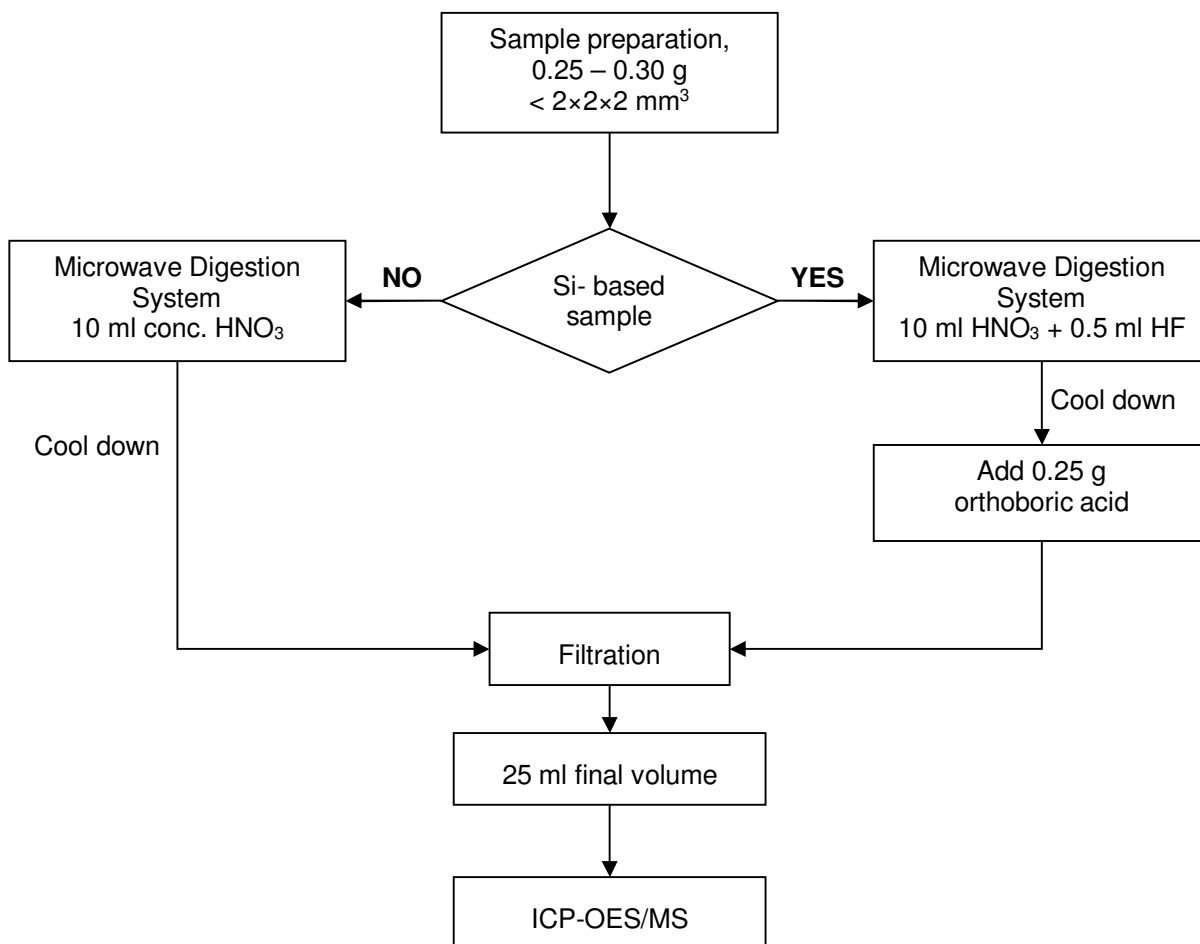 Sample preparation,
0.25 – 0.30 g
< 2×2×2 mm³
Microwave Digestion
System
10 ml conc. HNO₃
NO
Si- based
sample
YES
Microwave Digestion
System
10 ml HNO₃ + 0.5 ml HF
Cool down
Cool down
Add 0.25 g
orthoboric acid
Filtration
25 ml final volume
ICP-OES/MS